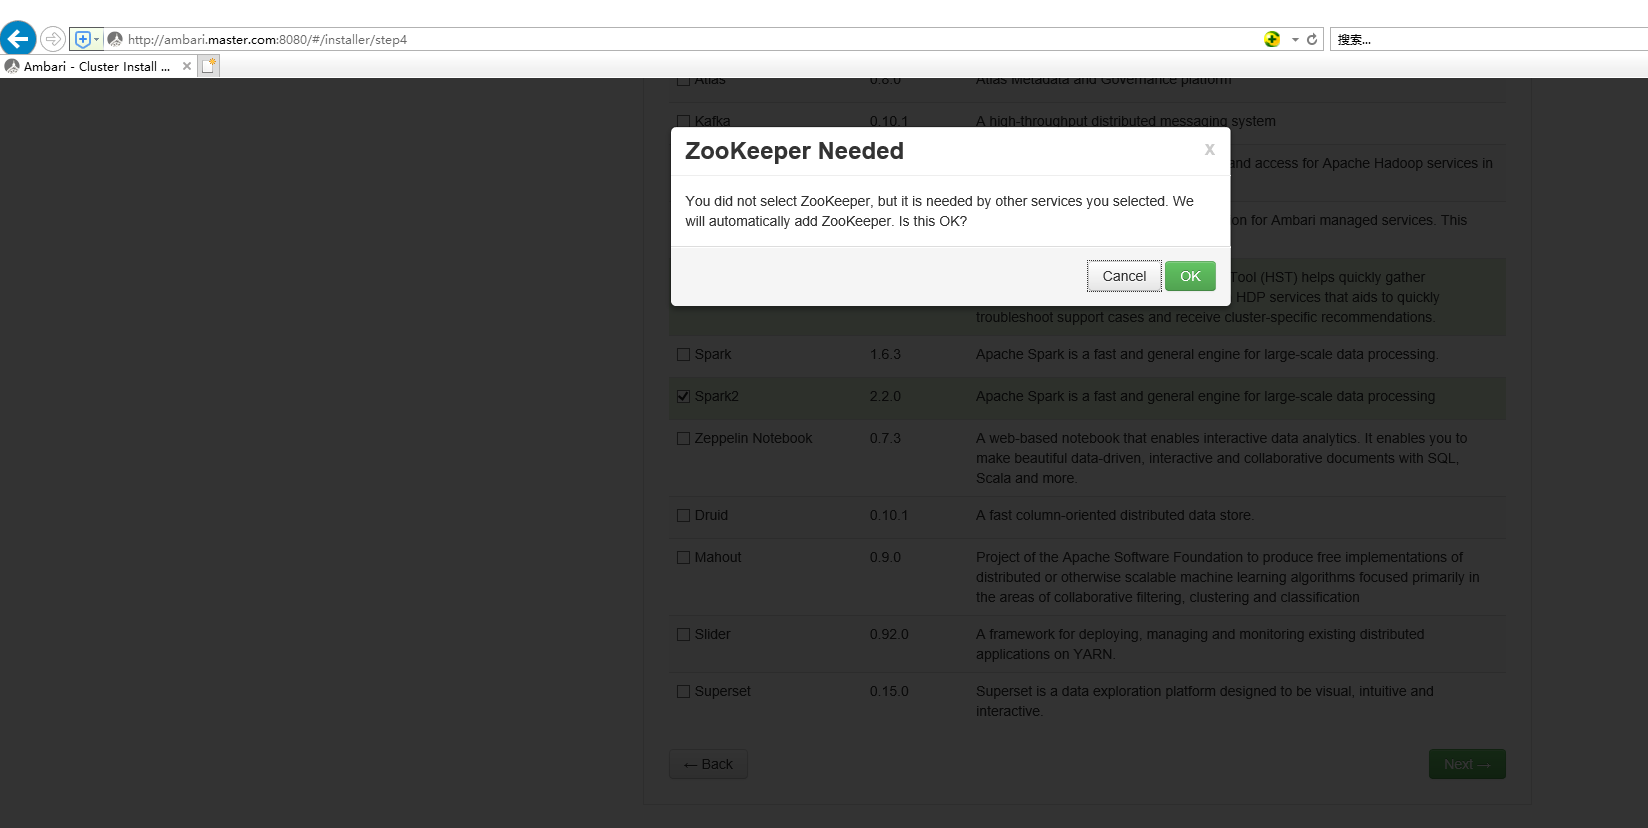 http://ambari.master.com:8080/#/installer/step4
搜索...
Ambari - Cluster Install ...
Atlas 0.8.0 Atlas Metadata and Governance platform
Kafka 0.10.1 A high-throughput distributed messaging system
ZooKeeper Needed
x
and access for Apache Hadoop services in
You did not select ZooKeeper, but it is needed by other services you selected. We
will automatically add ZooKeeper. Is this OK?
on for Ambari managed services. This
Cancel OK
Tool (HST) helps quickly gather
HDP services that aids to quickly
troubleshoot support cases and receive cluster-specific recommendations.
Spark 1.6.3 Apache Spark is a fast and general engine for large-scale data processing.
Spark2 2.2.0 Apache Spark is a fast and general engine for large-scale data processing
Zeppelin Notebook 0.7.3 A web-based notebook that enables interactive data analytics. It enables you to
make beautiful data-driven, interactive and collaborative documents with SQL,
Scala and more.
Druid 0.10.1 A fast column-oriented distributed data store.
Mahout 0.9.0 Project of the Apache Software Foundation to produce free implementations of
distributed or otherwise scalable machine learning algorithms focused primarily in
the areas of collaborative filtering, clustering and classification
Slider 0.92.0 A framework for deploying, managing and monitoring existing distributed
applications on YARN.
Superset 0.15.0 Superset is a data exploration platform designed to be visual, intuitive and
interactive.
← Back
Next →